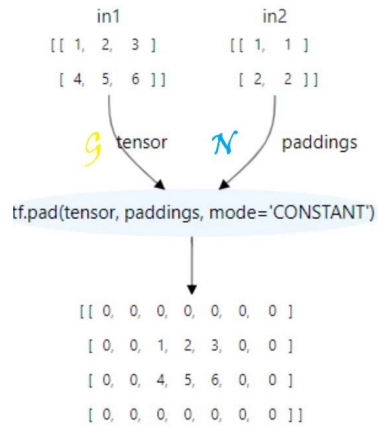 in1 in2
[[ 1, 2, 3 ] [[ 1, 1 ]
[ 4, 5, 6 ]] [ 2, 2 ]]
G tensor N paddings
tf.pad(tensor, paddings, mode='CONSTANT')
[[ 0, 0, 0, 0, 0, 0, 0 ]
[ 0, 0, 1, 2, 3, 0, 0 ]
[ 0, 0, 4, 5, 6, 0, 0 ]
[ 0, 0, 0, 0, 0, 0, 0 ]]